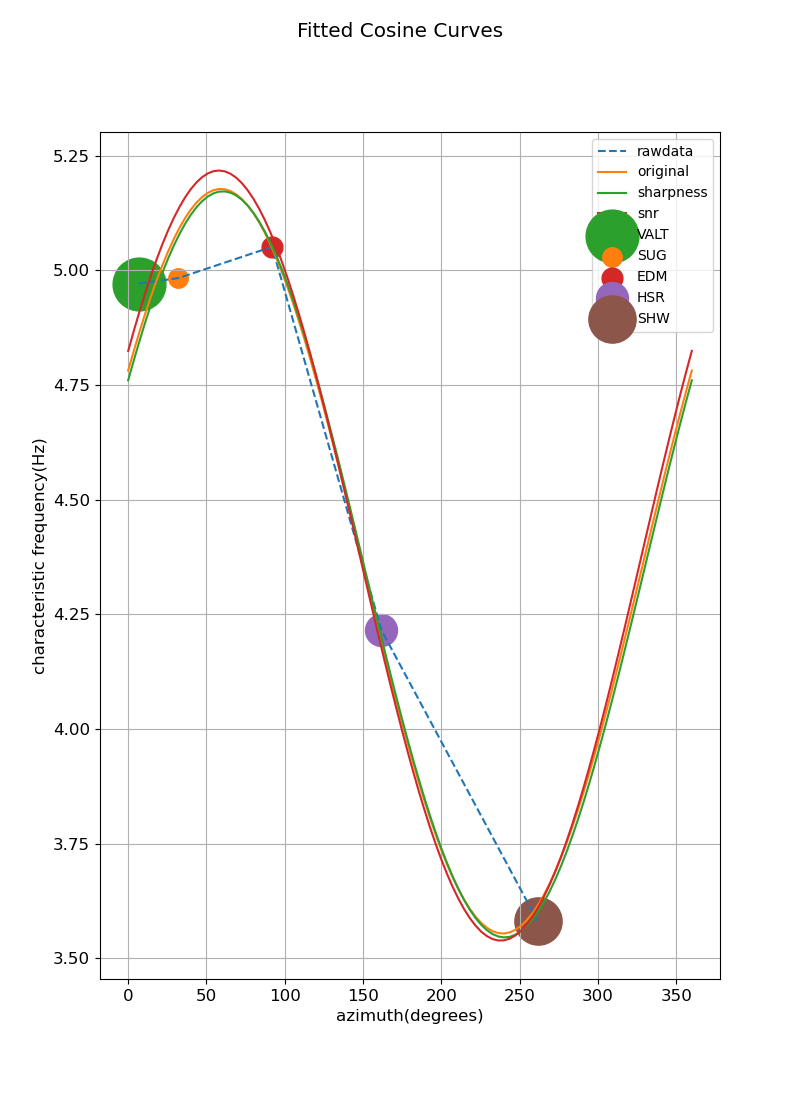 Fitted Cosine Curves
rawdata
original
sharpness
snr
VALT
SUG
EDM
HSR
SHW
5.25
5.00
4.75
4.50
4.25
4.00
3.75
3.50
characteristic frequency(Hz)
0 50 100 150 200 250 300 350
azimuth(degrees)